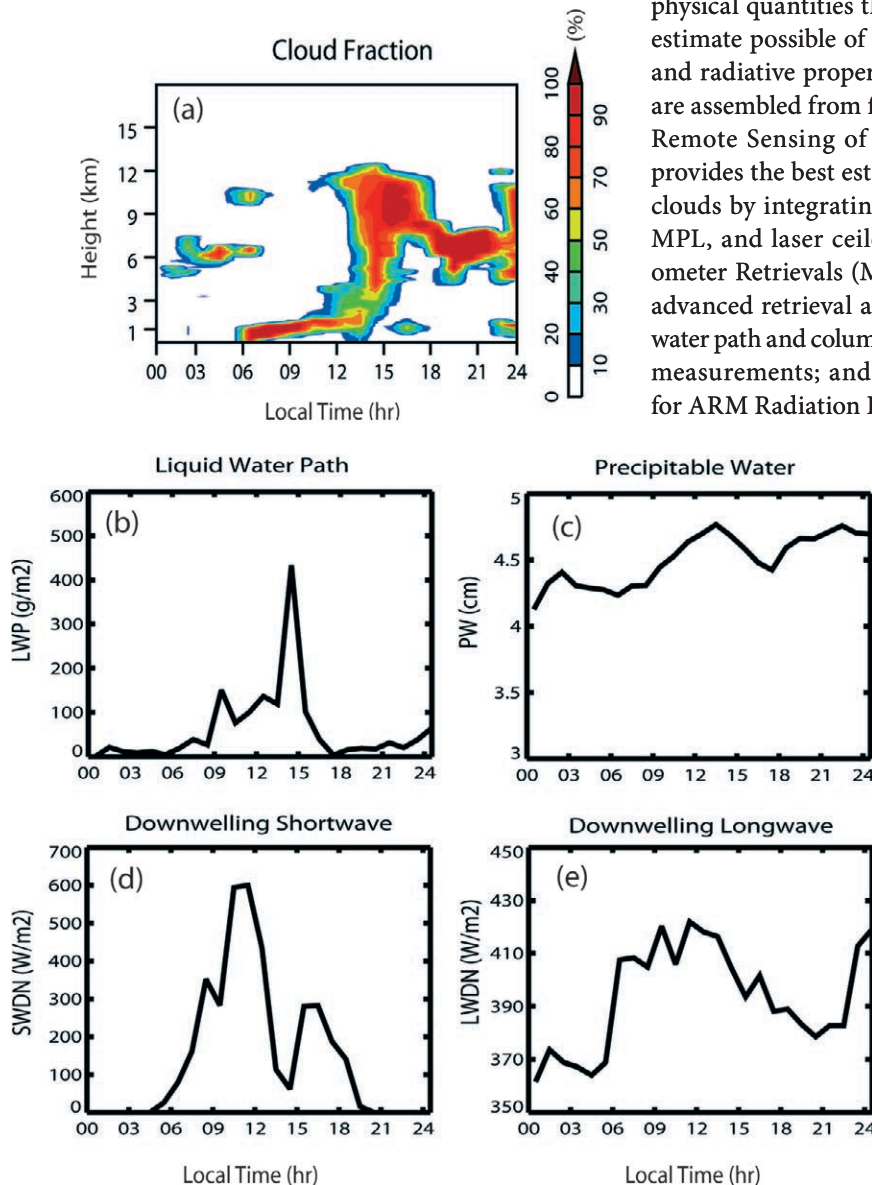 physical quantities th
estimate possible of
and radiative proper
are assembled from f
Remote Sensing of
provides the best est
clouds by integratin
MPL, and laser ceil
ometer Retrievals (M
advanced retrieval a
water path and colum
measurements; and
for ARM Radiation
Cloud Fraction
(%)
(a)
Height (km)
15
12
9
6
3
1
00 03 06 09 12 15 18 21 24
Local Time (hr)
0 20 40 60 80 100
10 30 50 70 90
Liquid Water Path
(b)
LWP (g/m2)
600
500
400
300
200
100
0
00 03 06 09 12 15 18 21 24
Precipitable Water
(c)
PW (cm)
5
4.5
4
3.5
3
00 03 06 09 12 15 18 21 24
Downwelling Shortwave
(d)
SWDN (W/m2)
700
600
500
400
300
200
100
0
00 03 06 09 12 15 18 21 24
Local Time (hr)
Downwelling Longwave
(e)
LWDN (W/m2)
450
430
410
390
370
350
00 03 06 09 12 15 18 21 24
Local Time (hr)